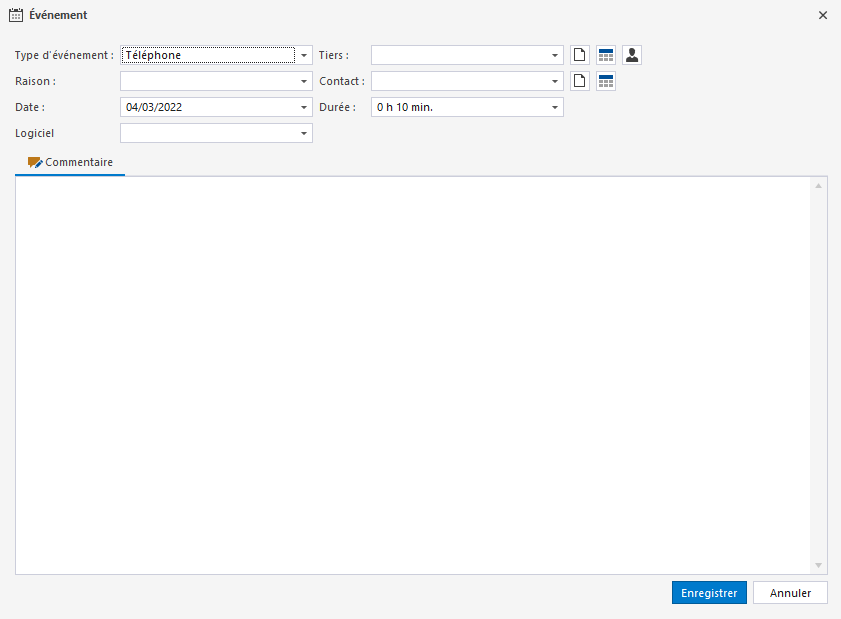 Événement
Type d'événement : Téléphone Tiers :
Raison : Contact :
Date : 04/03/2022 Durée : 0 h 10 min.
Logiciel
Commentaire
Enregistrer Annuler